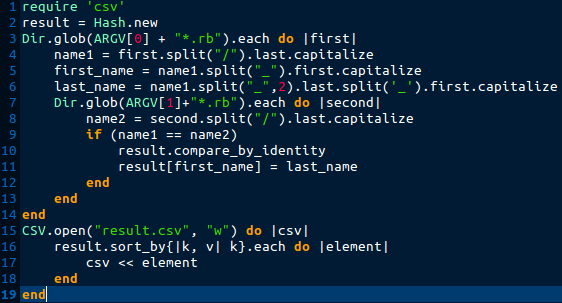 1 require 'csv'
2 result = Hash.new
3 Dir.glob(ARGV[0] + "*.rb").each do |first|
4     name1 = first.split("/").last.capitalize
5     first_name = name1.split("_").first.capitalize
6     last_name = name1.split("_",2).last.split('_').first.capitalize
7     Dir.glob(ARGV[1]+"*.rb").each do |second|
8         name2 = second.split("/").last.capitalize
9         if (name1 == name2)
10             result.compare_by_identity
11             result[first_name] = last_name
12         end
13     end
14 end
15 CSV.open("result.csv", "w") do |csv|
16     result.sort_by{|k, v| k}.each do |element|
17         csv << element
18     end
19 end